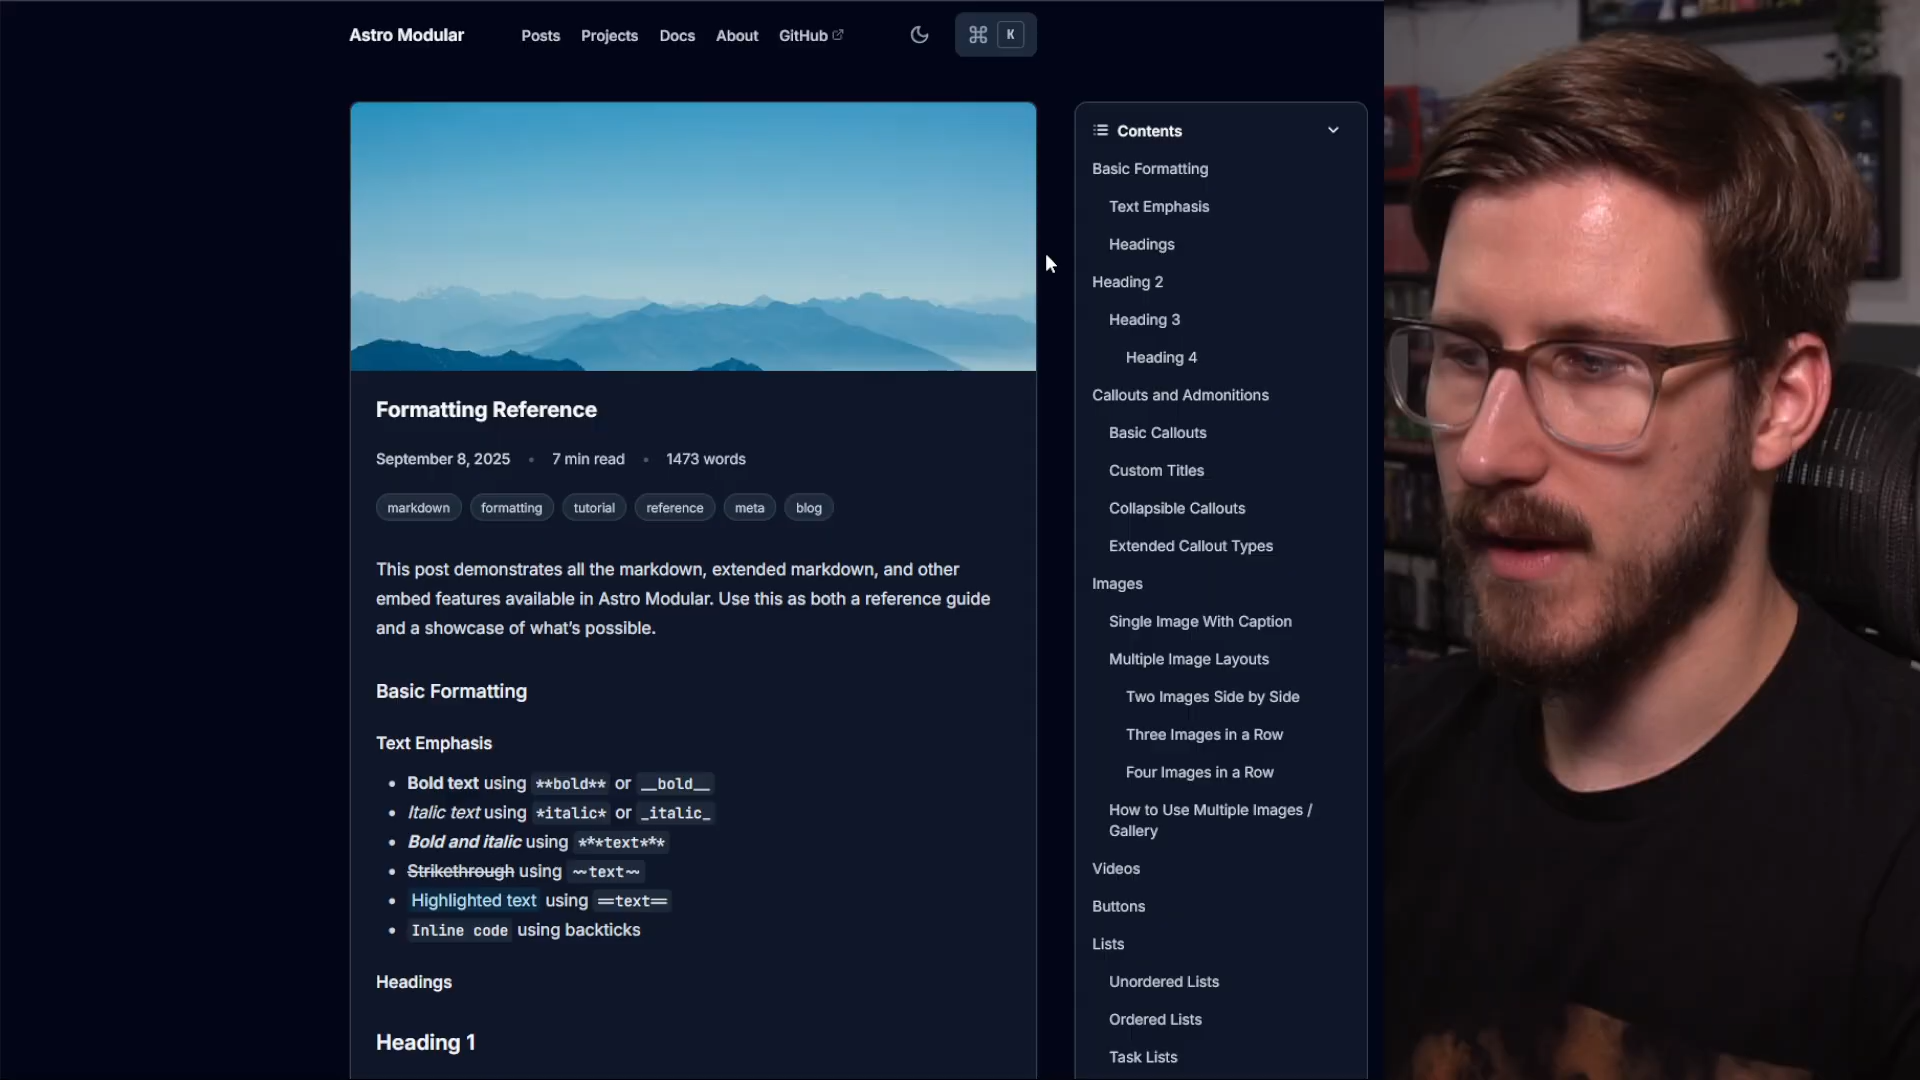 Astro Modular
Posts
Projects
Docs
About
GitHub
⌘ K
Formatting Reference
September 8, 2025 • 7 min read • 1473 words
markdown
formatting
tutorial
reference
meta
blog
This post demonstrates all the markdown, extended markdown, and other
embed features available in Astro Modular. Use this as both a reference guide
and a showcase of what's possible.
Basic Formatting
Text Emphasis
• Bold text using **bold** or __bold__
• Italic text using *italic* or _italic_
• Bold and italic using ***text***
• Strikethrough using ~~text~~
• Highlighted text using ==text==
• Inline code using backticks
Headings
Heading 1
Contents
Basic Formatting
Text Emphasis
Headings
Heading 2
Heading 3
Heading 4
Callouts and Admonitions
Basic Callouts
Custom Titles
Collapsible Callouts
Extended Callout Types
Images
Single Image With Caption
Multiple Image Layouts
Two Images Side by Side
Three Images in a Row
Four Images in a Row
How to Use Multiple Images /
Gallery
Videos
Buttons
Lists
Unordered Lists
Ordered Lists
Task Lists